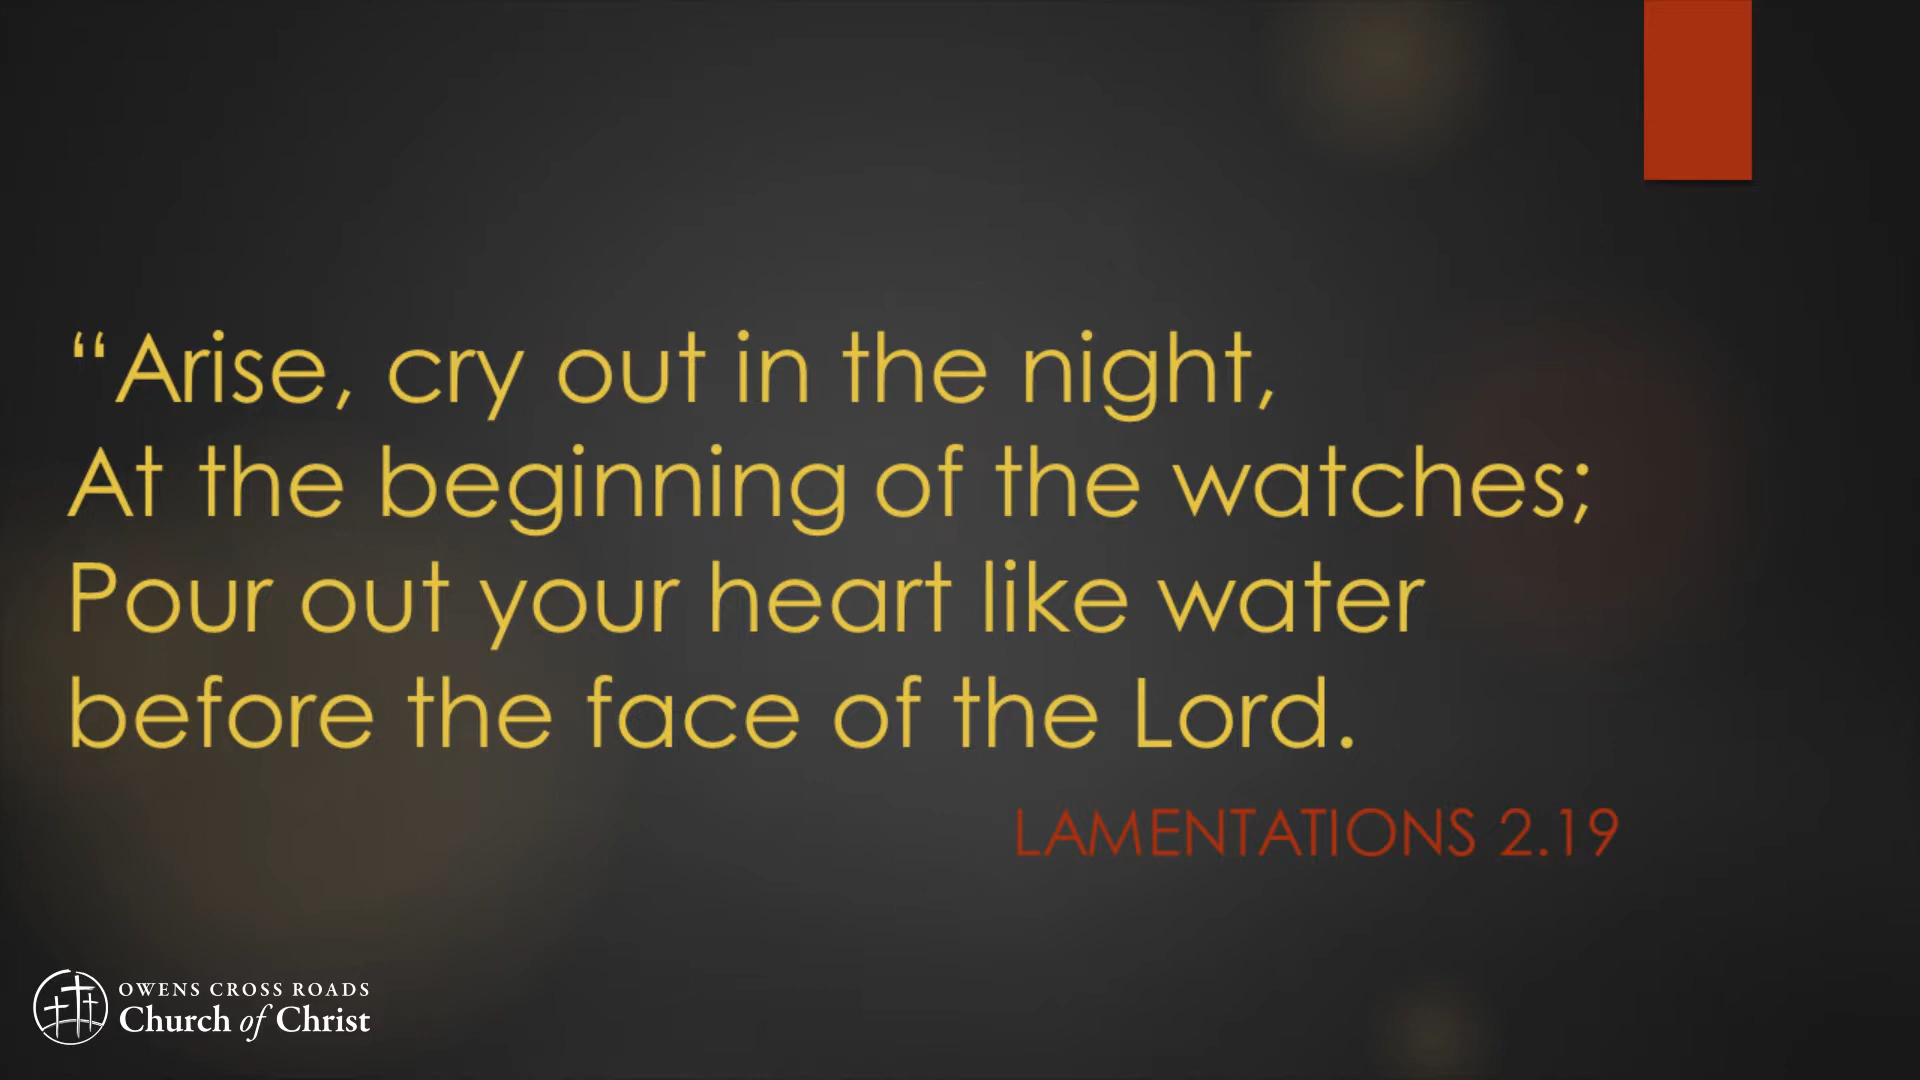 “Arise, cry out in the night,
At the beginning of the watches;
Pour out your heart like water
before the face of the Lord.
LAMENTATIONS 2.19
OWENS CROSS ROADS
Church of Christ